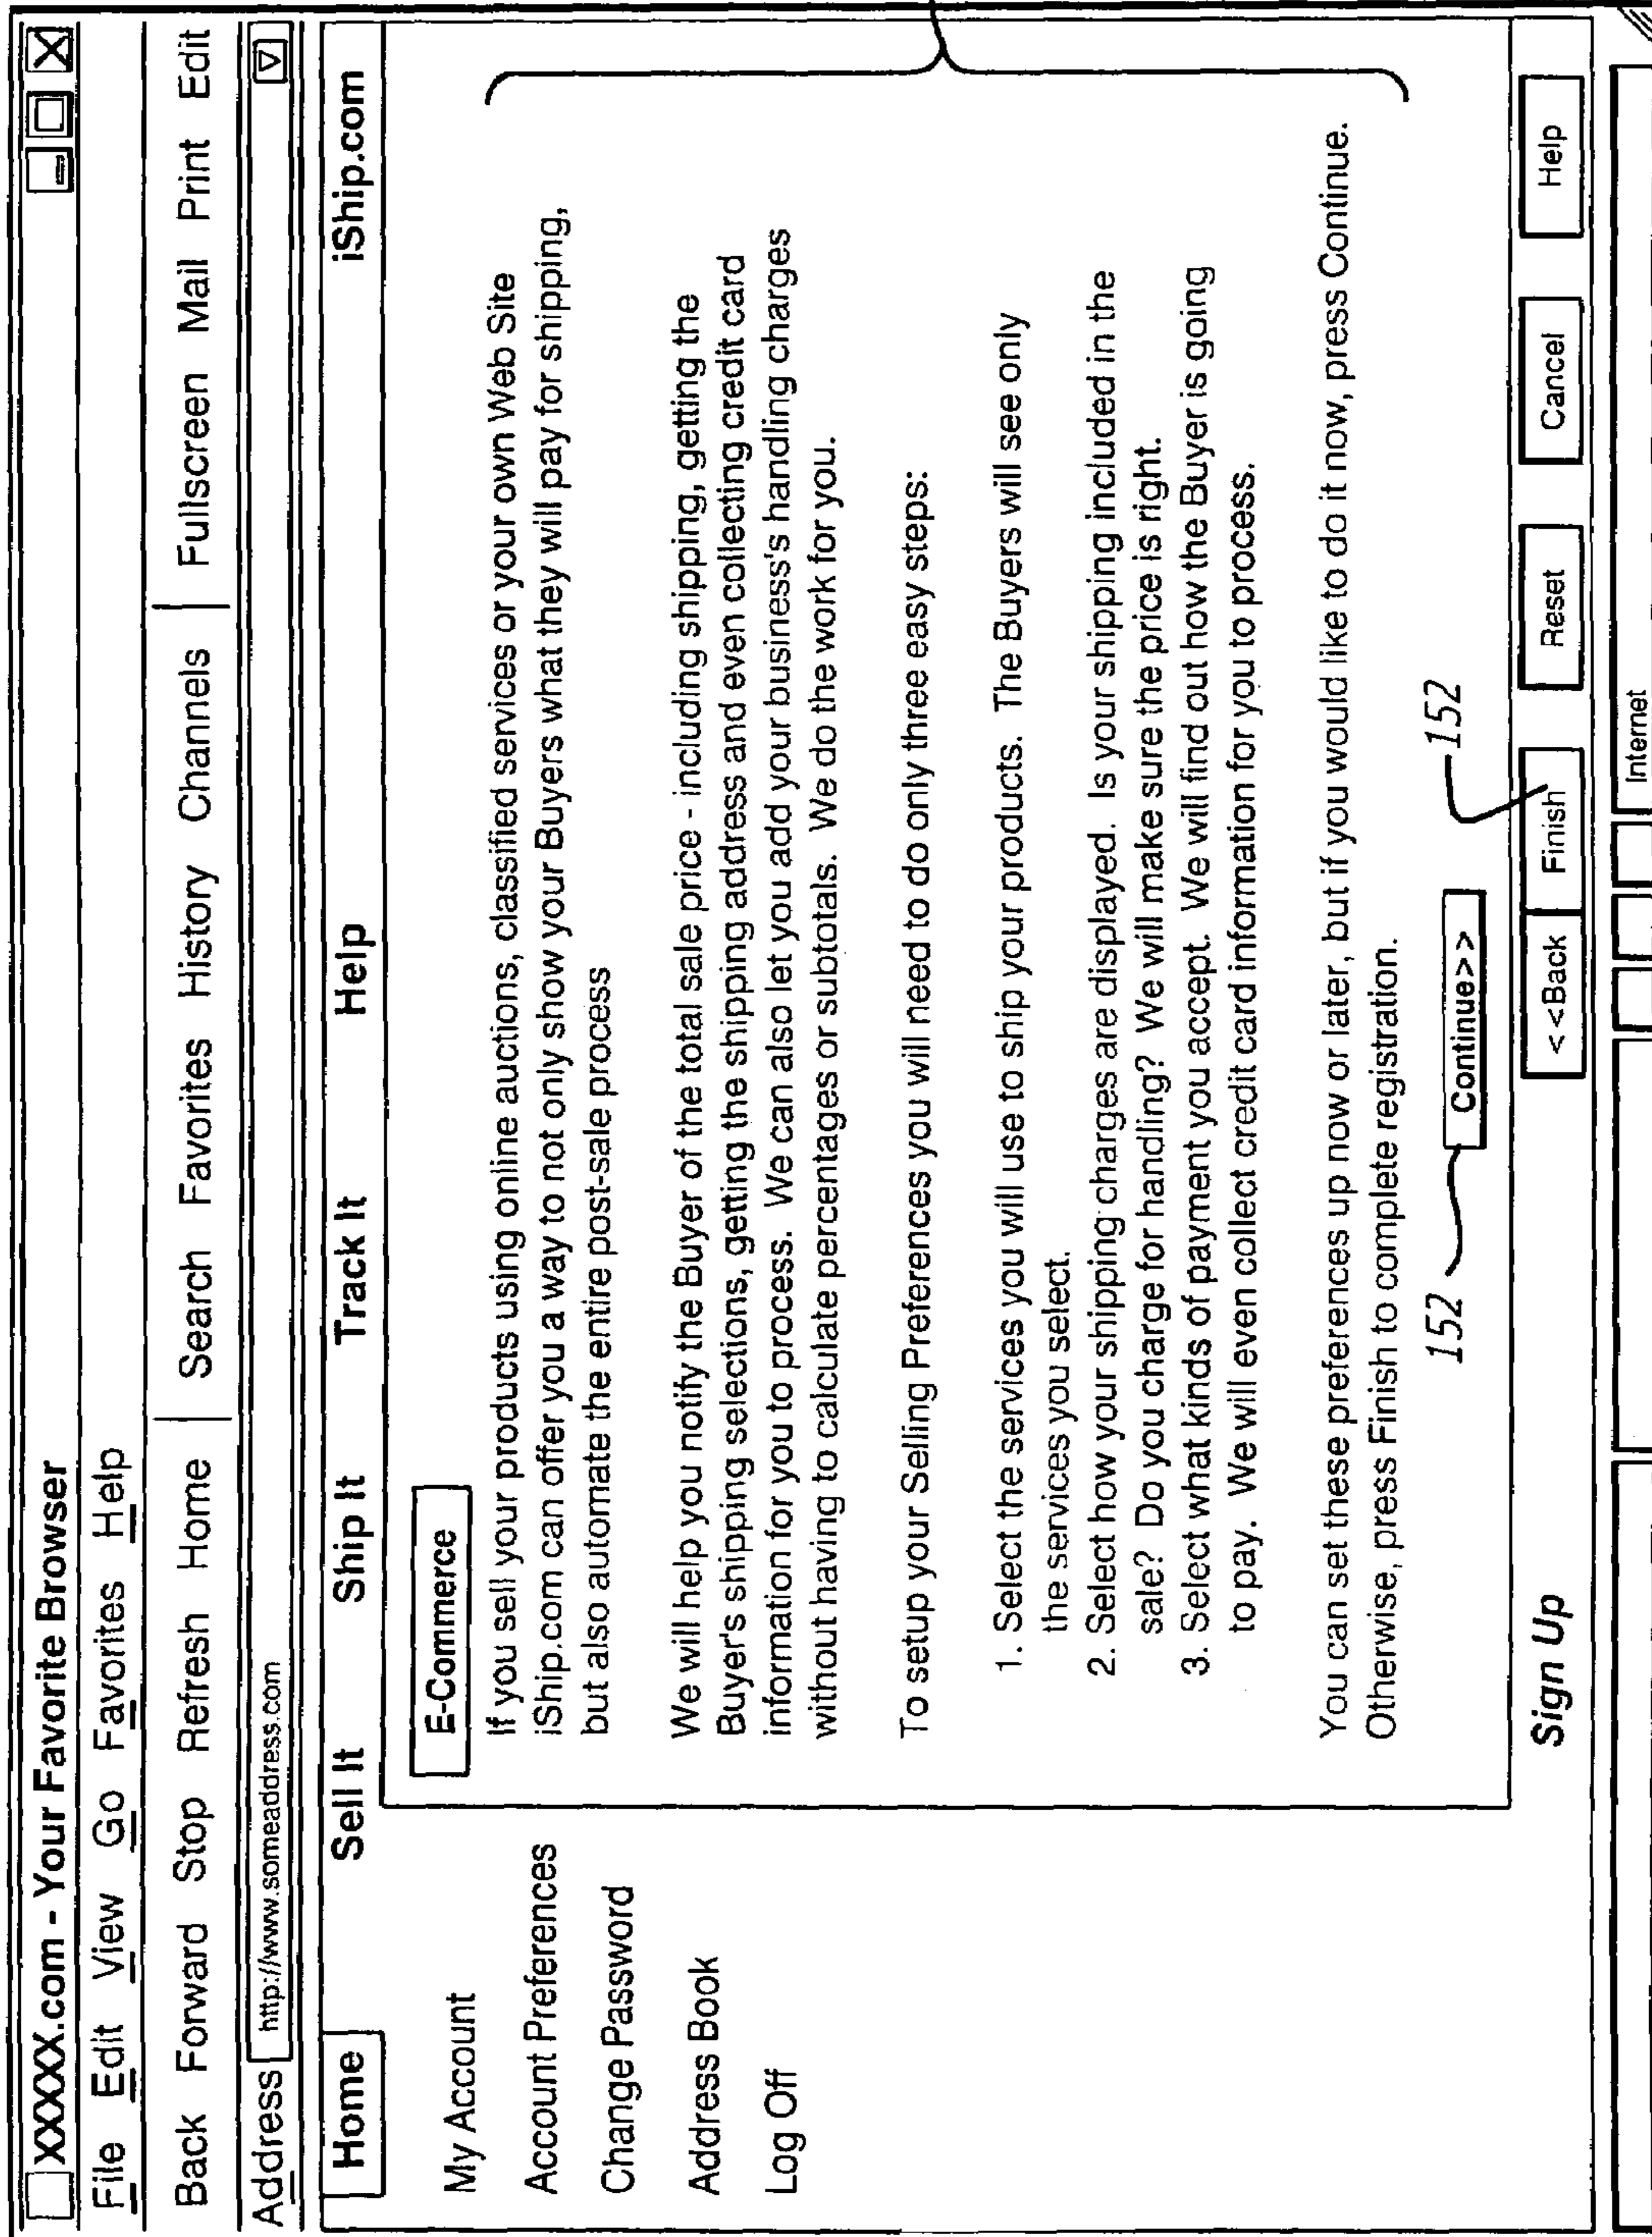 XXXXX.com - Your Favorite Browser
File Edit View Go Favorites Help
Back Forward Stop Refresh Home Search Favorites History Channels Fullscreen Mail Print Edit
Address http://www.someaddress.com
Home Sell It Ship It Track It Help iShip.com
My Account
Account Preferences
Change Password
Address Book
Log Off
E-Commerce
If you sell your products using online auctions, classified services or your own Web Site
iShip.com can offer you a way to not only show your Buyers what they will pay for shipping,
but also automate the entire post-sale process
We will help you notify the Buyer of the total sale price - including shipping, getting the
Buyer's shipping selections, getting the shipping address and even collecting credit card
information for you to process. We can also let you add your business's handling charges
without having to calculate percentages or subtotals. We do the work for you.
To setup your Selling Preferences you will need to do only three easy steps:
1. Select the services you will use to ship your products. The Buyers will see only
the services you select.
2. Select how your shipping charges are displayed. Is your shipping included in the
sale? Do you charge for handling? We will make sure the price is right.
3. Select what kinds of payment you accept. We will find out how the Buyer is going
to pay. We will even collect credit card information for you to process.
You can set these preferences up now or later, but if you would like to do it now, press Continue.
Otherwise, press Finish to complete registration.
152 Continue>> 152
Sign Up <<Back Finish Reset Cancel Help
Internet